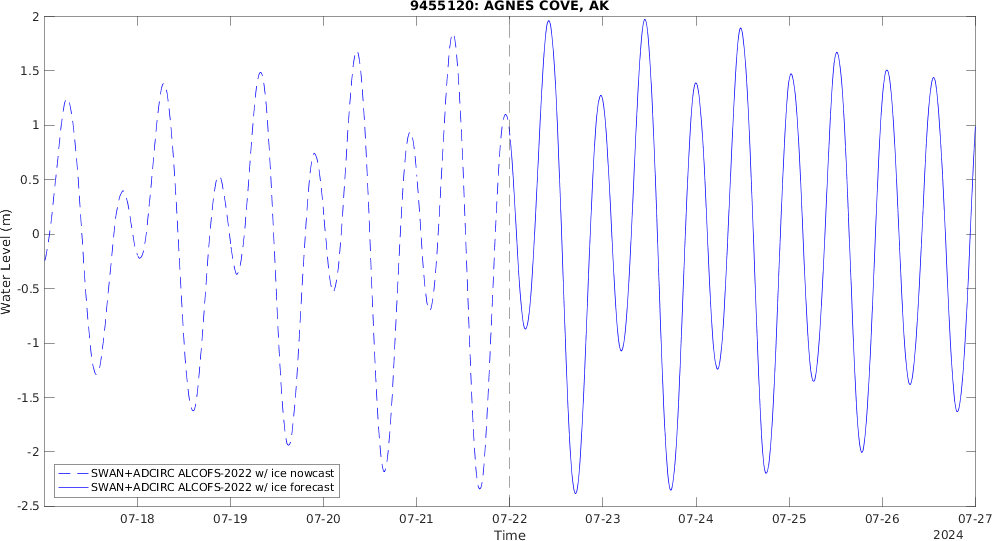 9455120: AGNES COVE, AK
2
1.5
1
0.5
0
-0.5
-1
-1.5
-2
-2.5
Water Level (m)
SWAN+ADCIRC ALCOFS-2022 w/ ice nowcast
SWAN+ADCIRC ALCOFS-2022 w/ ice forecast
07-18 07-19 07-20 07-21 07-22 07-23 07-24 07-25 07-26 07-27
Time
2024